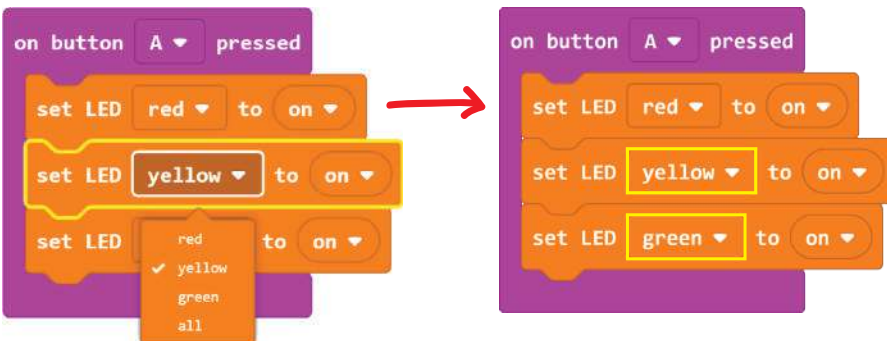 on button A pressed
set LED red to on
set LED yellow to on
set LED to on
red
yellow
green
all
on button A pressed
set LED red to on
set LED yellow to on
set LED green to on